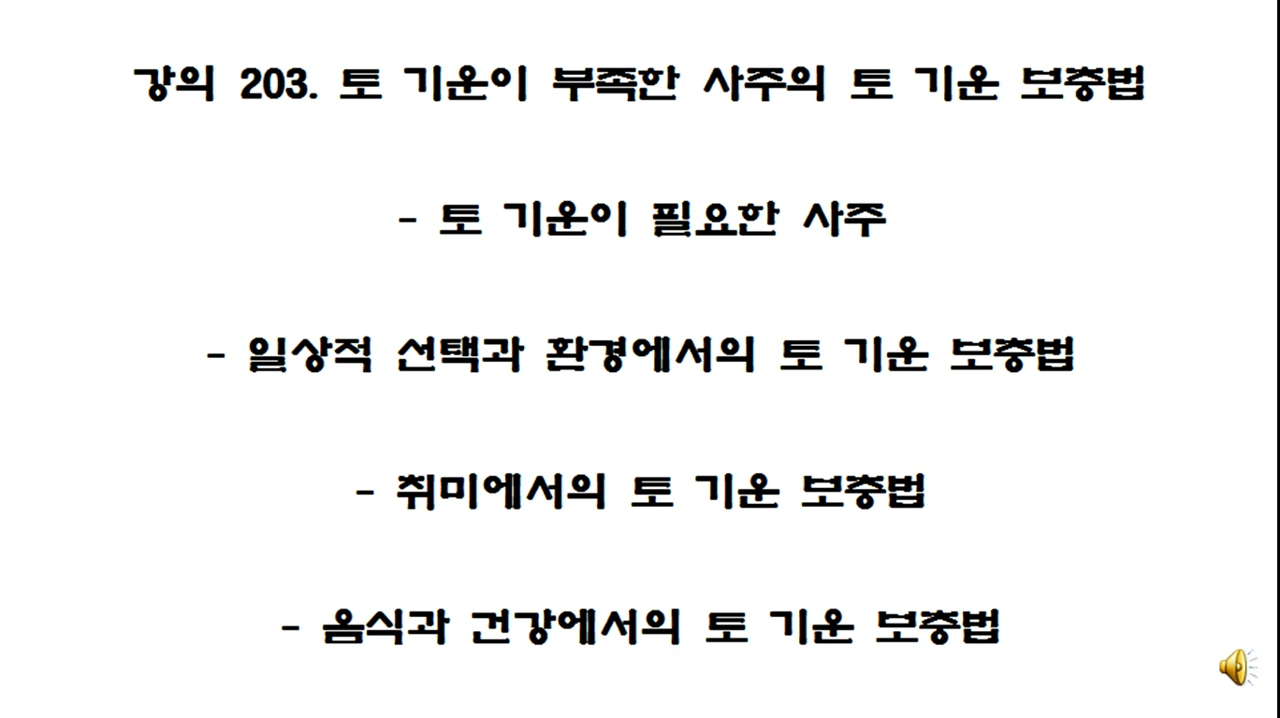 강의 203. 토 기운이 부족한 사주의 토 기운 보충법
- 토 기운이 필요한 사주
- 일상적 선택과 환경에서의 토 기운 보충법
- 취미에서의 토 기운 보충법
- 음식과 건강에서의 토 기운 보충법